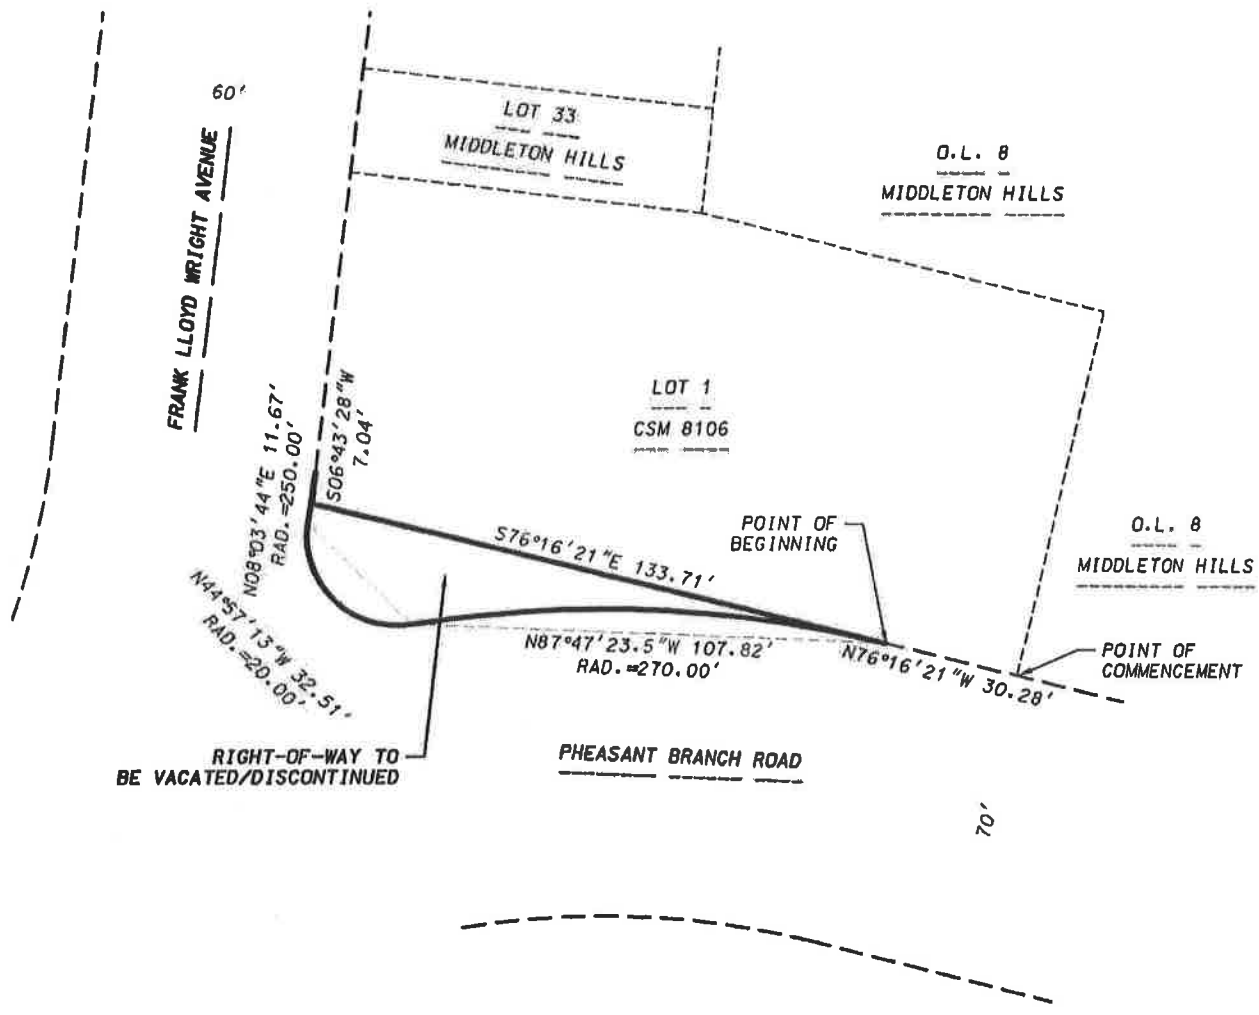 60'
LOT 33
MIDDLETON HILLS
O.L. 8
MIDDLETON HILLS
FRANK LLOYD WRIGHT AVENUE
LOT 1
CSM 8106
S06°43'28"W
7.04'
N08°03'44"E 11.67'
RAD.=250.00'
S76°16'21"E 133.71'
POINT OF
BEGINNING
O.L. 8
MIDDLETON HILLS
N44°57'13"W 32.51'
RAD.=20.00'
N87°47'23.5"W 107.82'
RAD.=270.00'
N76°16'21"W 30.28'
POINT OF
COMMENCEMENT
RIGHT-OF-WAY TO
BE VACATED/DISCONTINUED
PHEASANT BRANCH ROAD
70'